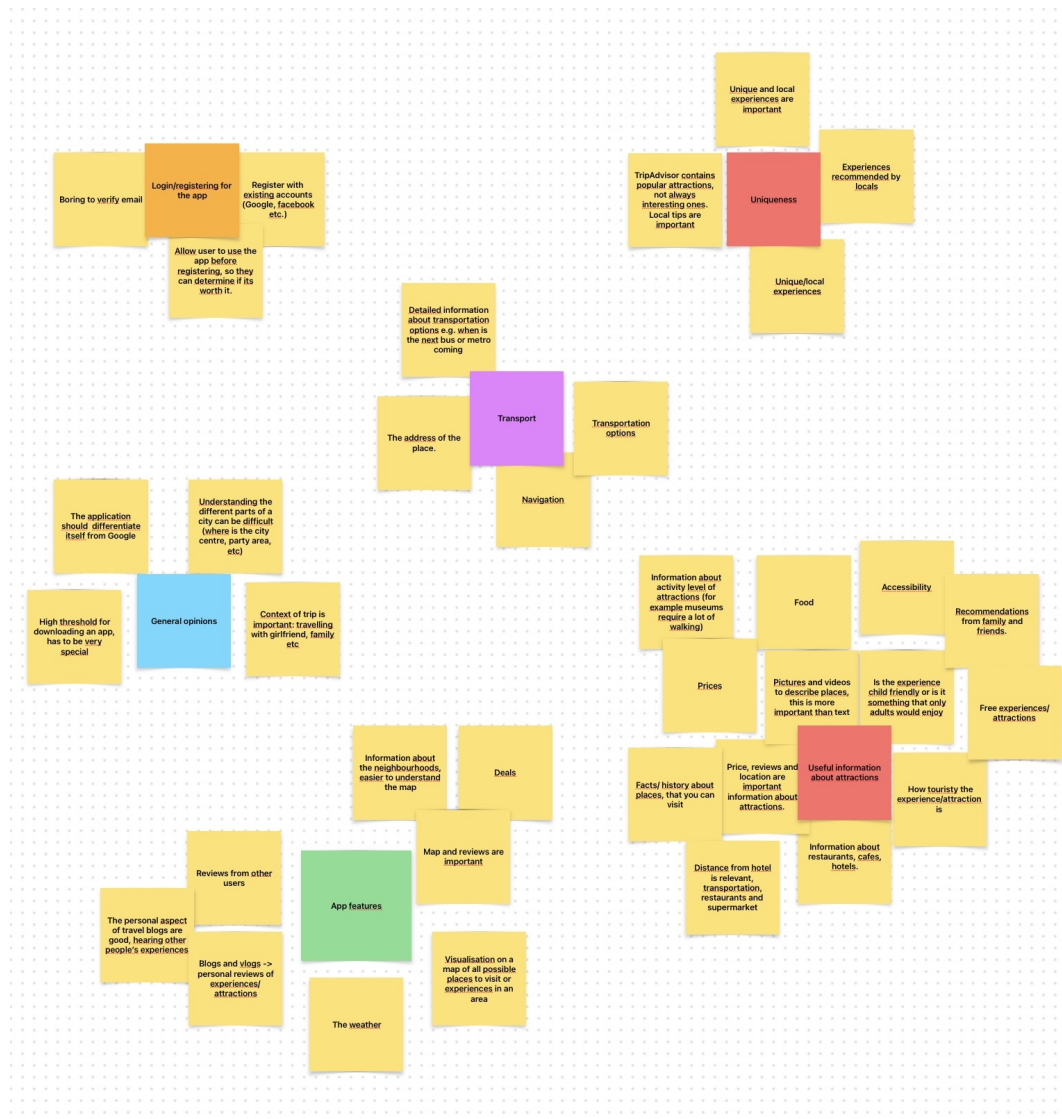 Boring to verify email
Login/registering for
the app
Register with
existing accounts
(Google, facebook
etc.)
Allow user to use the
app before
registering, so they
can determine if its
worth it.
Unique and local
experiences are
important
TripAdvisor contains
popular attractions,
not always
interesting ones.
Local tips are
important
Uniqueness
Experiences
recommended by
locals
Unique/local
experiences
Detailed information
about transportation
options e.g. when is
the next bus or metro
coming
The address of the
place.
Transport
Transportation
options
Navigation
The application
should differentiate
itself from Google
Understanding the
different parts of a
city can be difficult
(where is the city
centre, party area,
etc)
High threshold for
downloading an app,
has to be very
special
General opinions
Context of trip is
important: travelling
with girlfriend, family
etc
Information about
activity level of
attractions (for
example museums
require a lot of
walking)
Food
Accessibility
Recommendations
from family and
friends.
Prices
Pictures and videos
to describe places,
this is more
important than text
Is the experience
child friendly or is it
something that only
adults would enjoy
Free experiences/
attractions
Facts/ history about
places, that you can
visit
Price, reviews and
location are
important
information about
attractions.
Useful information
about attractions
How touristy the
experience/attraction
is
Distance from hotel
is relevant,
transportation,
restaurants and
supermarket
Information about
restaurants, cafes,
hotels.
Information about
the neighbourhoods,
easier to understand
the map
Deals
Map and reviews are
important
Reviews from other
users
App features
The personal aspect
of travel blogs are
good, hearing other
people's experiences
Blogs and vlogs ->
personal reviews of
experiences/
attractions
The weather
Visualisation on a
map of all possible
places to visit or
experiences in an
area